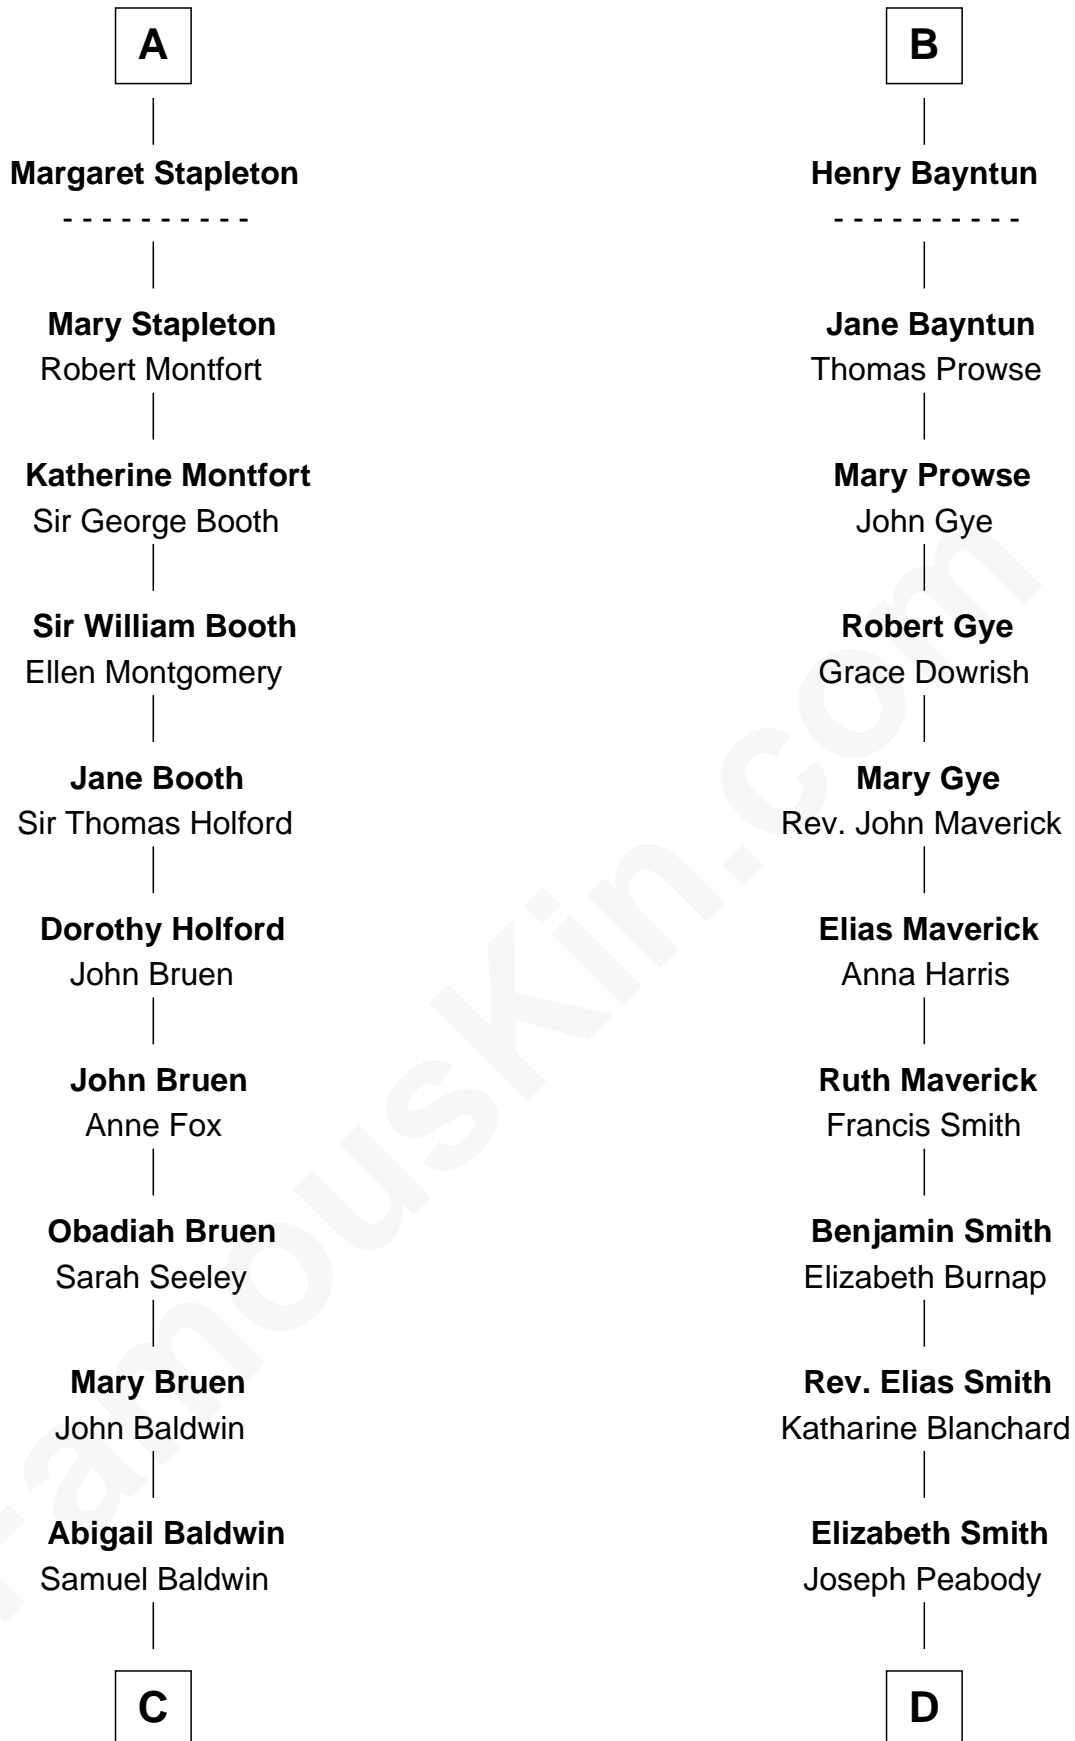 A
Margaret Stapleton
- - - - - - - - - -
Mary Stapleton
Robert Montfort
Katherine Montfort
Sir George Booth
Sir William Booth
Ellen Montgomery
Jane Booth
Sir Thomas Holford
Dorothy Holford
John Bruen
John Bruen
Anne Fox
Obadiah Bruen
Sarah Seeley
Mary Bruen
John Baldwin
Abigail Baldwin
Samuel Baldwin
C
B
Henry Bayntun
- - - - - - - - - -
Jane Bayntun
Thomas Prowse
Mary Prowse
John Gye
Robert Gye
Grace Dowrish
Mary Gye
Rev. John Maverick
Elias Maverick
Anna Harris
Ruth Maverick
Francis Smith
Benjamin Smith
Elizabeth Burnap
Rev. Elias Smith
Katharine Blanchard
Elizabeth Smith
Joseph Peabody
D
FamousKin.com